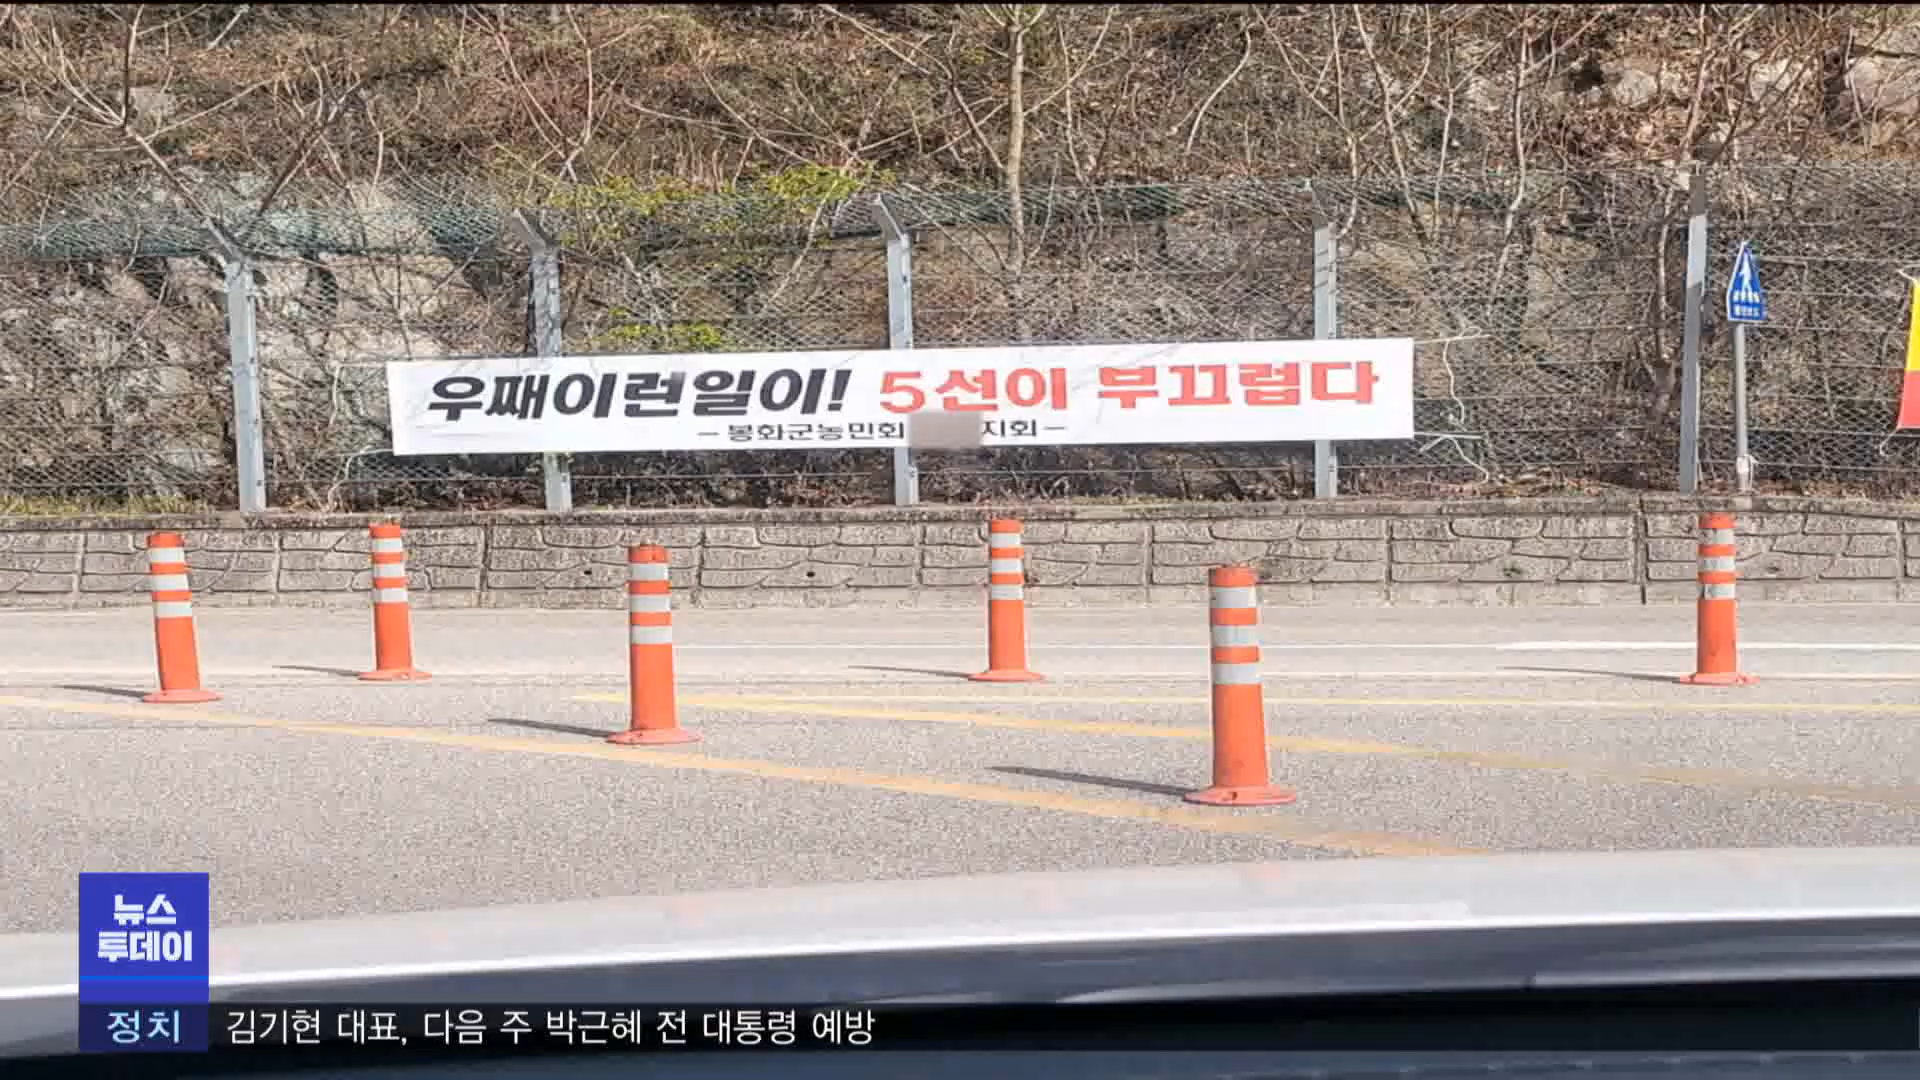 우째이런일이! 5선이 부끄럽다
-봉화군농민회 지회-
뉴스
투데이
정치 김기현 대표, 다음 주 박근혜 전 대통령 예방